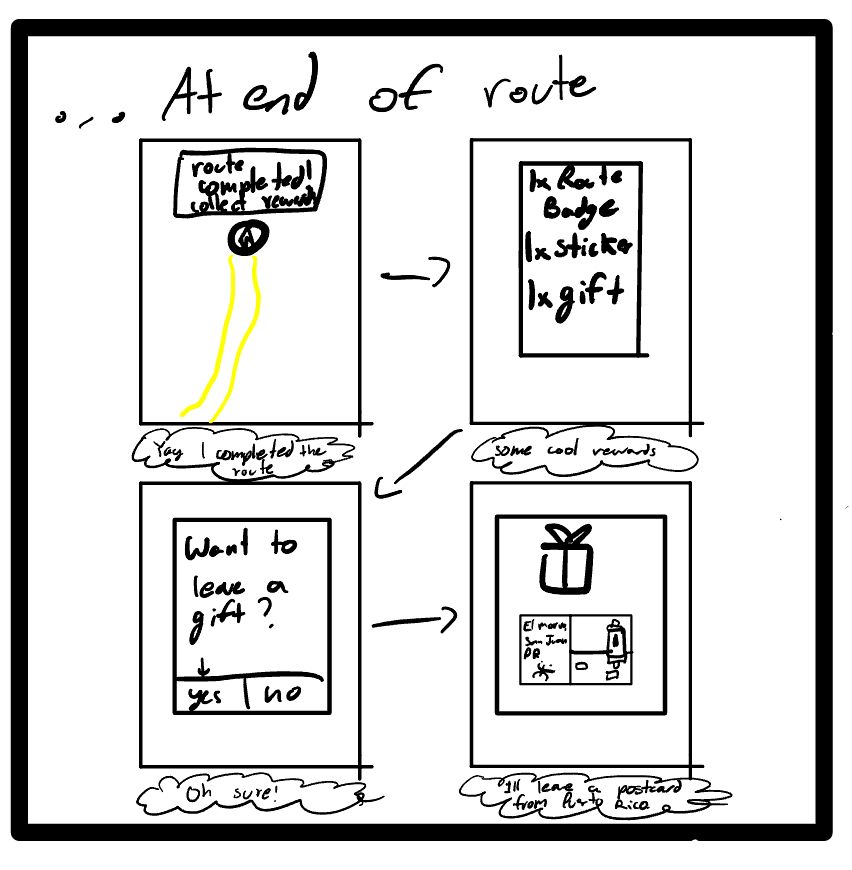 ... At end of route
route
completed!
collect rewards
1x Route
Badge
1x sticker
1x gift
Yay I completed the
route
some cool rewards
Want to
leave a
gift?
yes no
El morro,
San Juan
PR
Oh sure!
I'll leave a postcard
from Puerto Rico